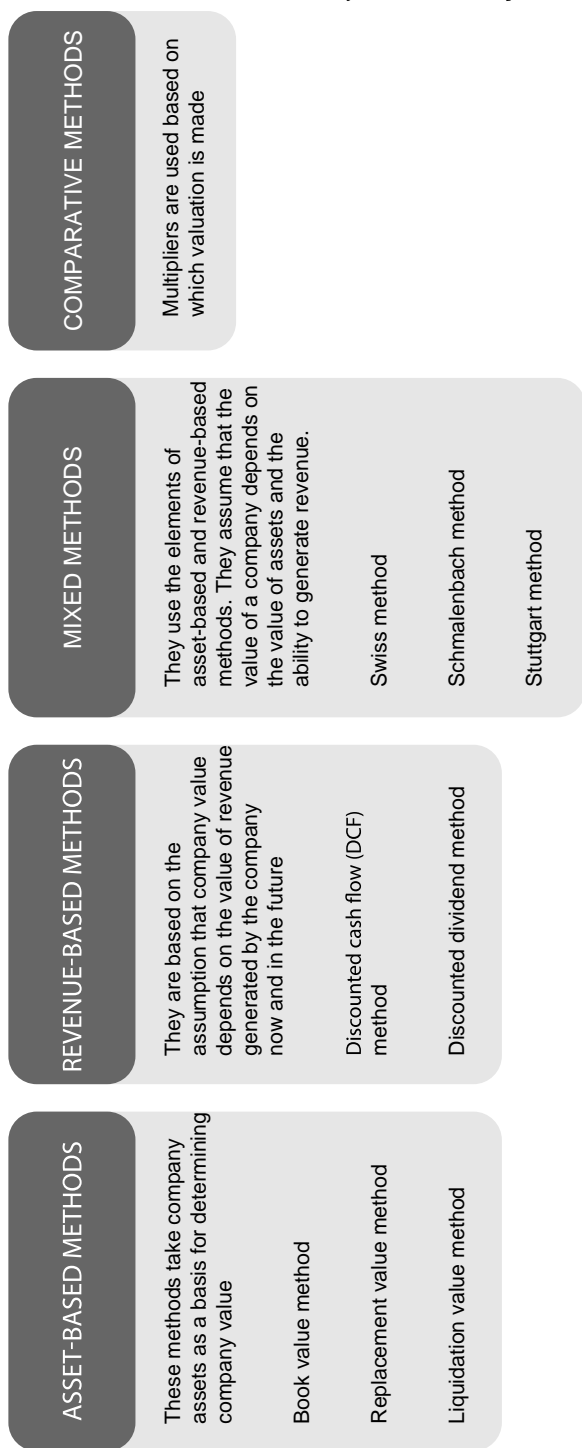 ASSET-BASED METHODS
These methods take company
assets as a basis for determining
company value
Book value method
Replacement value method
Liquidation value method
REVENUE-BASED METHODS
They are based on the
assumption that company value
depends on the value of revenue
generated by the company
now and in the future
Discounted cash flow (DCF)
method
Discounted dividend method
MIXED METHODS
They use the elements of
asset-based and revenue-based
methods. They assume that the
value of a company depends on
the value of assets and the
ability to generate revenue.
Swiss method
Schmalenbach method
Stuttgart method
COMPARATIVE METHODS
Multipliers are used based on
which valuation is made